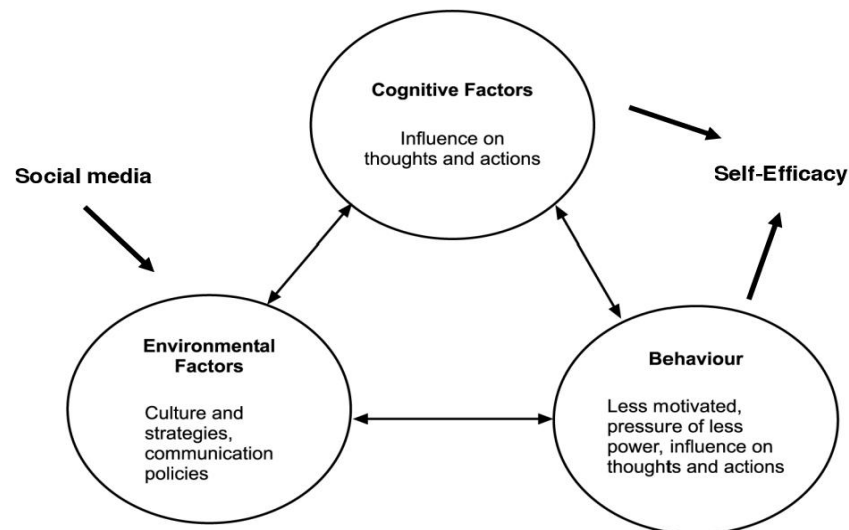 Cognitive Factors
Influence on
thoughts and actions
Social media
Self-Efficacy
Environmental
Factors
Culture and
strategies,
communication
policies
Behaviour
Less motivated,
pressure of less
power, influence on
thoughts and actions